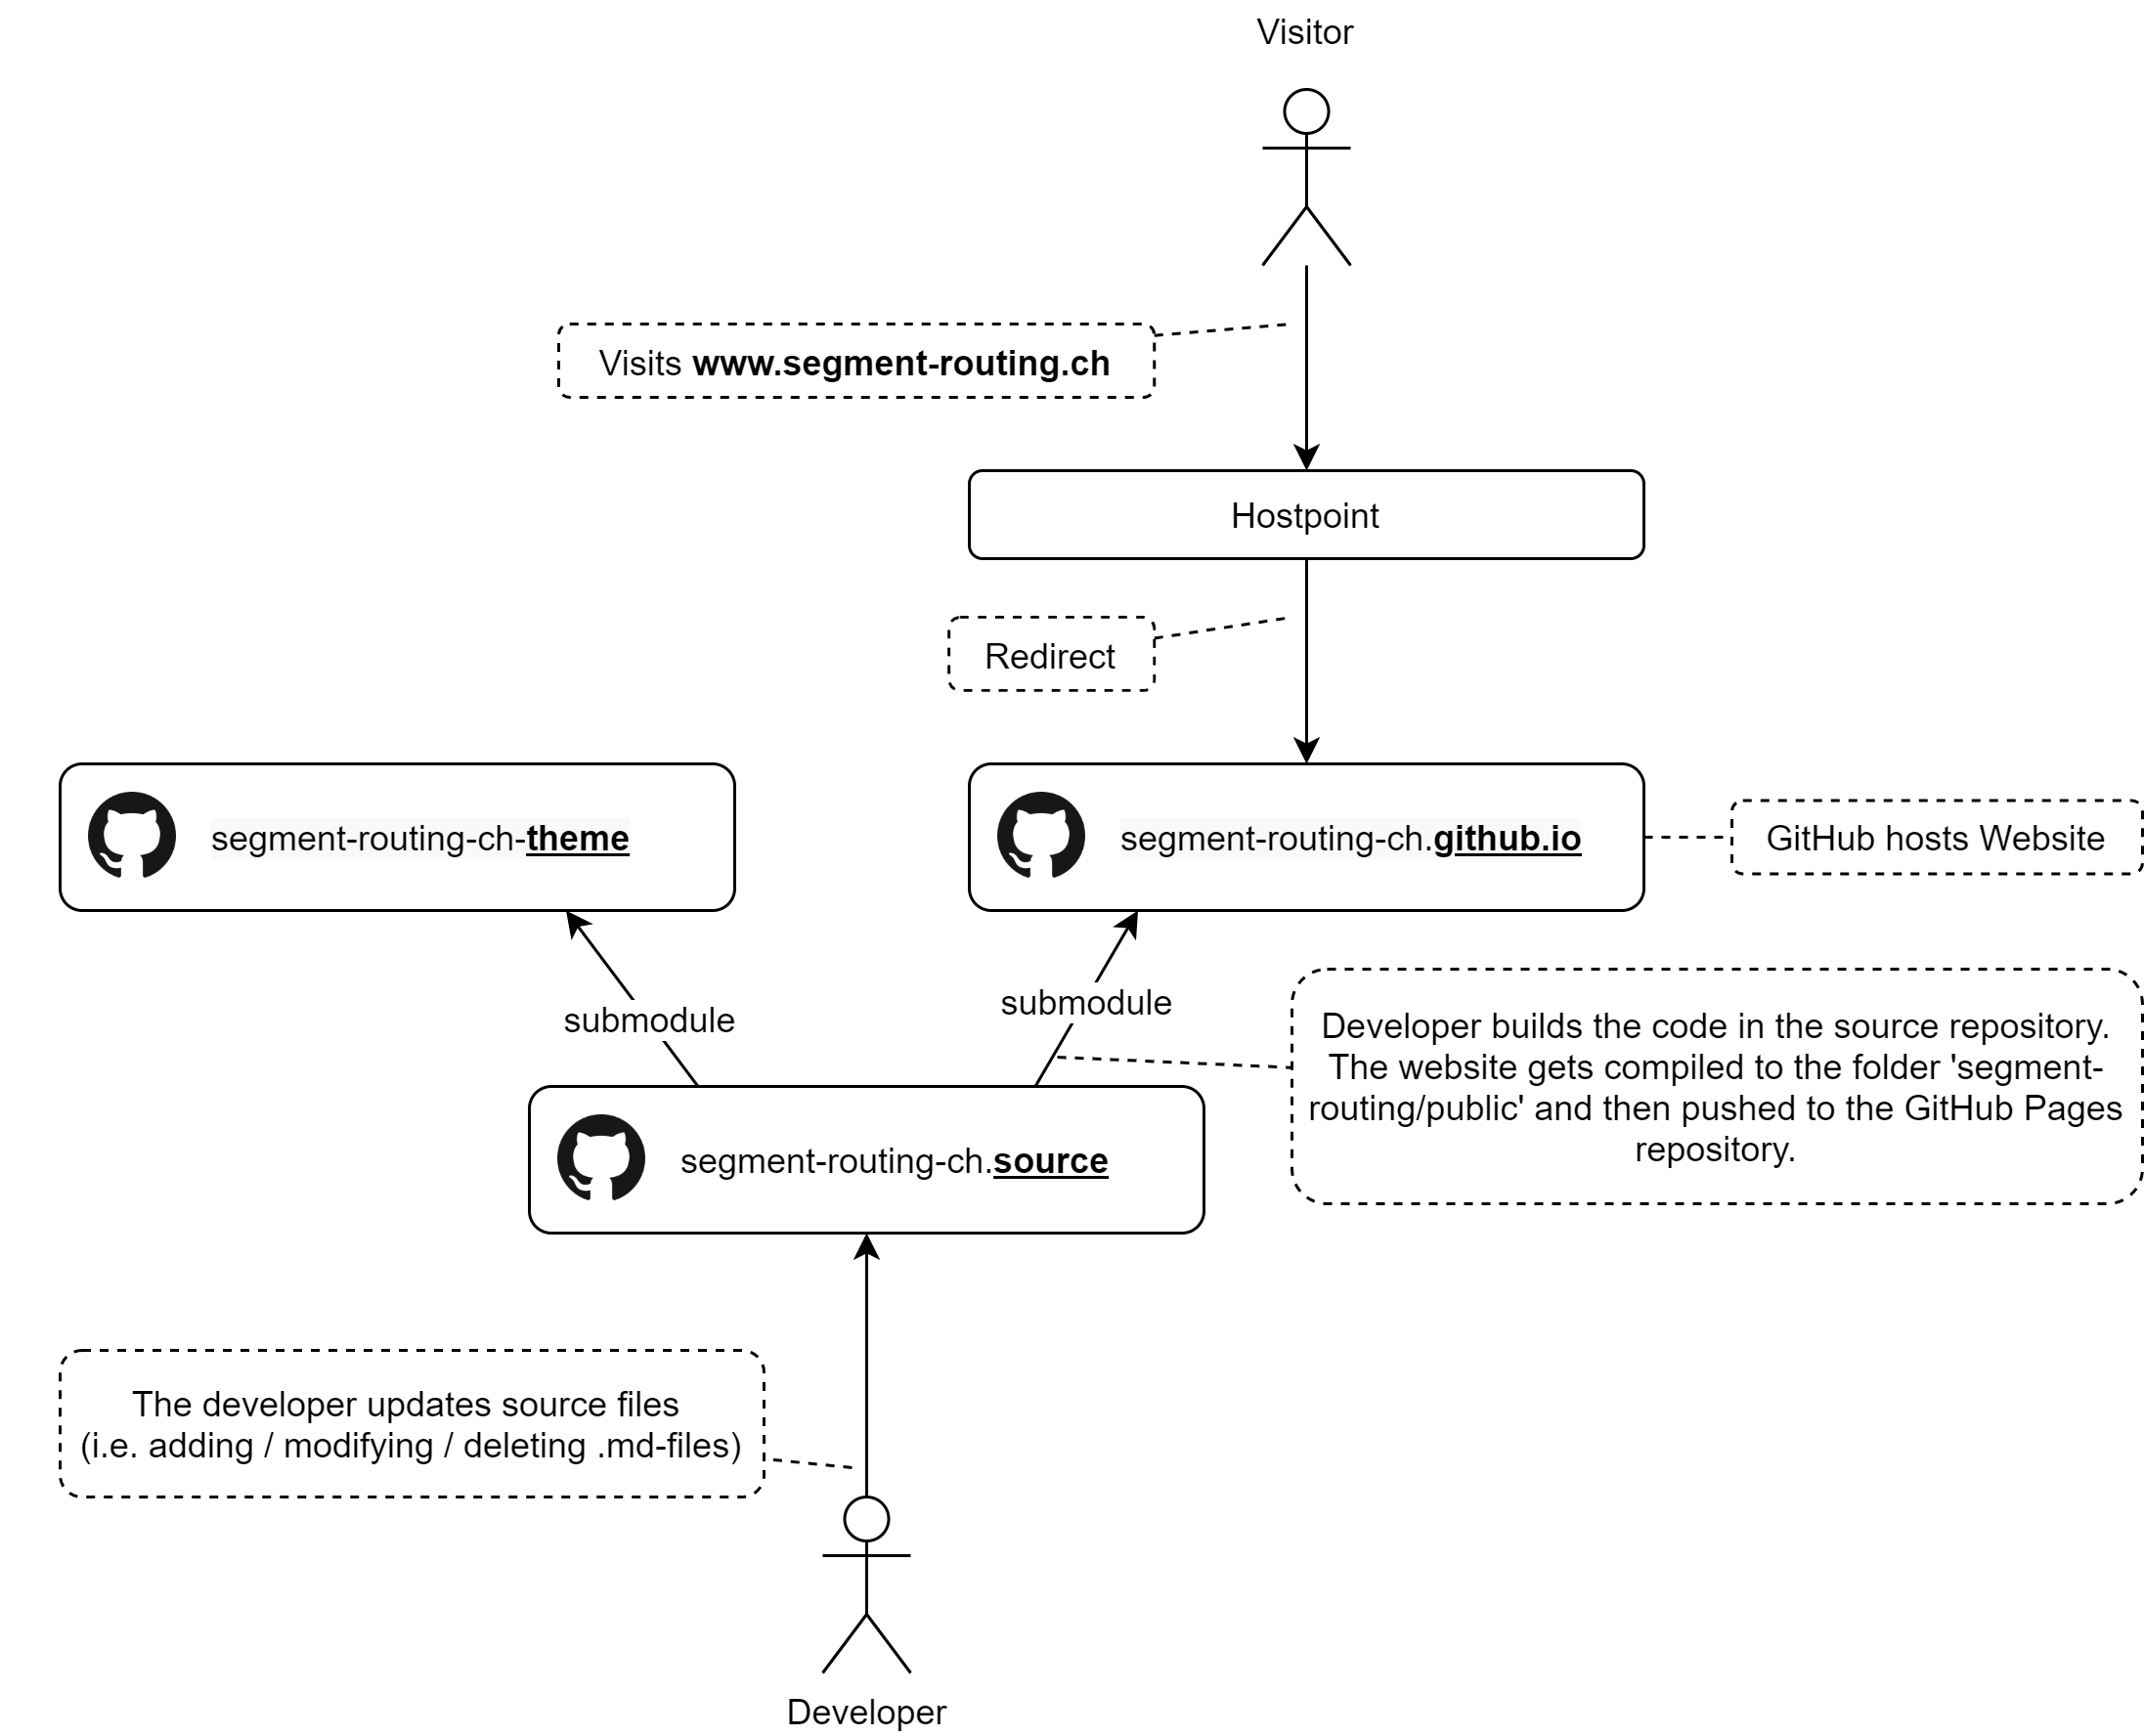 Visitor
Visits www.segment-routing.ch
Hostpoint
Redirect
segment-routing-ch-theme
segment-routing-ch.github.io
GitHub hosts Website
submodule
submodule
Developer builds the code in the source repository.
The website gets compiled to the folder 'segment-
routing/public' and then pushed to the GitHub Pages
repository.
segment-routing-ch.source
The developer updates source files
(i.e. adding / modifying / deleting .md-files)
Developer